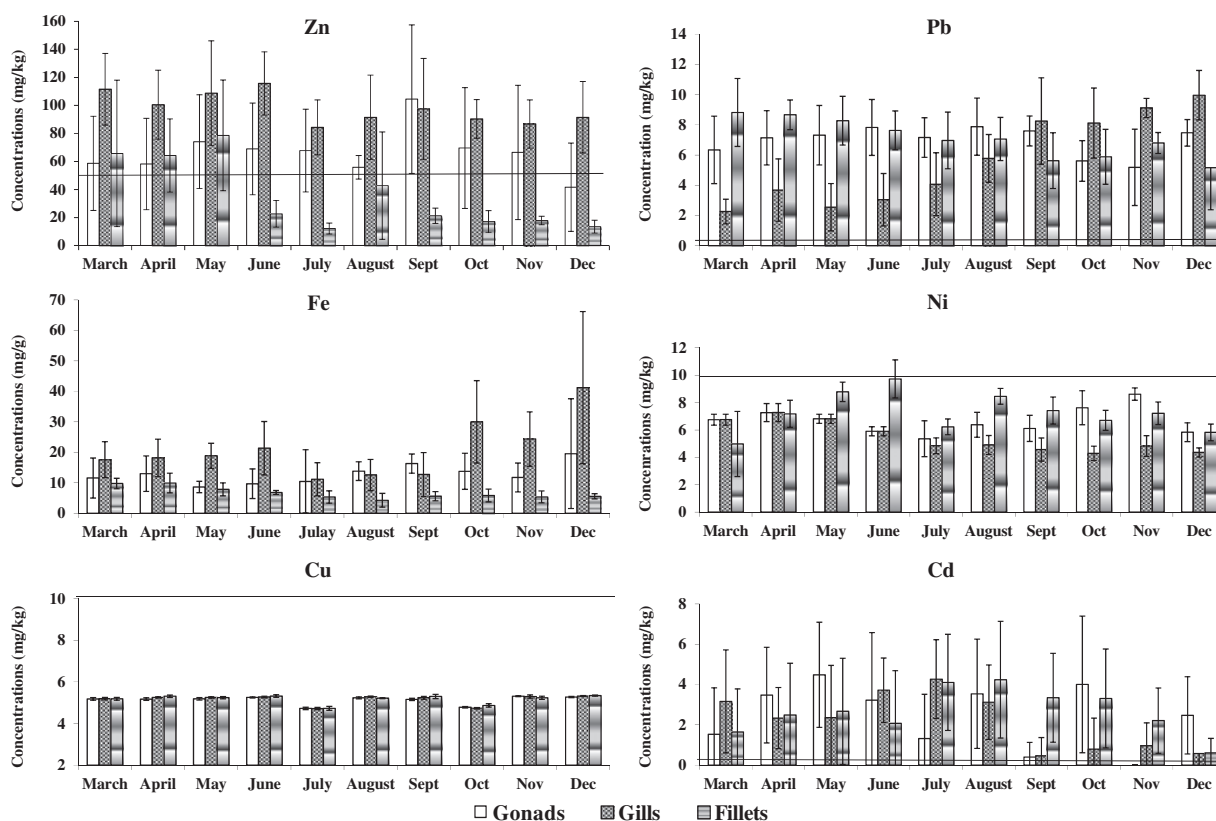 Zn
Concentrations (mg/kg)
160
140
120
100
80
60
40
20
0
March April May June July August Sept Oct Nov Dec
Pb
Concentration (mg/kg)
14
12
10
8
6
4
2
0
March April May June July August Sept Oct Nov Dec
Fe
Concentrations (mg/g)
70
60
50
40
30
20
10
0
March April May June Julay August Sept Oct Nov Dec
Ni
Concenrations (mg/kg)
12
10
8
6
4
2
0
March April May June July August Sept Oct Nov Dec
Cu
Concentrations (mg/kg)
10
8
6
4
2
March April May June July August Sept Oct Nov Dec
Cd
Concentrations (mg/kg)
8
6
4
2
0
March April May June July August Sept Oct Nov Dec
Gonads Gills Fillets